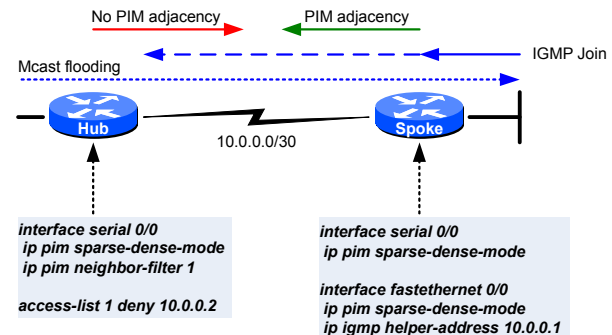 No PIM adjacency
PIM adjacency
IGMP Join
Mcast flooding
Hub
Spoke
10.0.0.0/30
interface serial 0/0
ip pim sparse-dense-mode
ip pim neighbor-filter 1
access-list 1 deny 10.0.0.2
interface serial 0/0
ip pim sparse-dense-mode
interface fastethernet 0/0
ip pim sparse-dense-mode
ip igmp helper-address 10.0.0.1